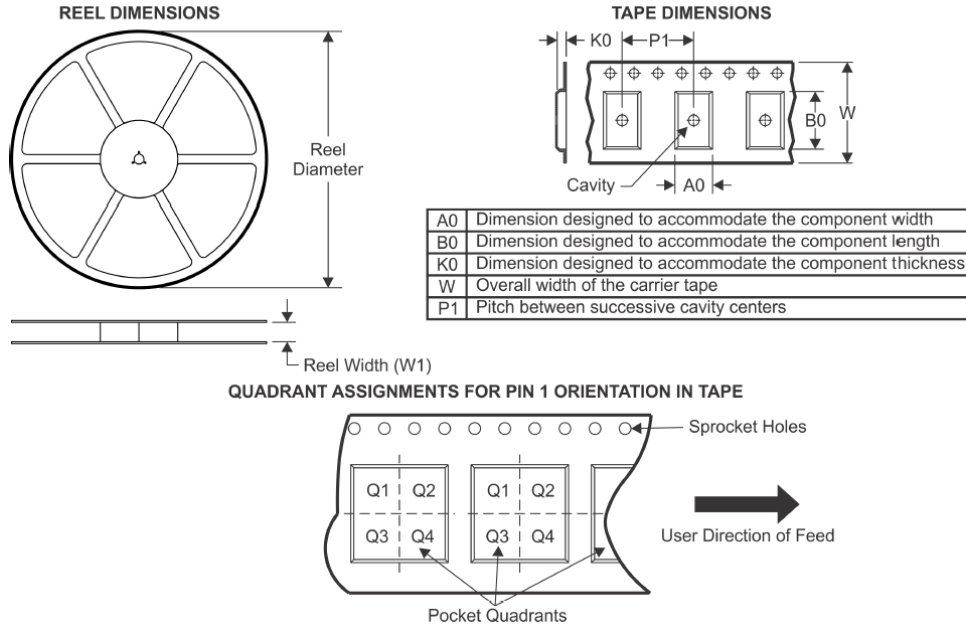 REEL DIMENSIONS
Reel
Diameter
Reel Width (W1)
TAPE DIMENSIONS
K0
P1
B0
W
Cavity
A0
A0 Dimension designed to accommodate the component width
B0 Dimension designed to accommodate the component length
K0 Dimension designed to accommodate the component thickness
W Overall width of the carrier tape
P1 Pitch between successive cavity centers
QUADRANT ASSIGNMENTS FOR PIN 1 ORIENTATION IN TAPE
Sprocket Holes
Q1 Q2 Q1 Q2
Q3 Q4 Q3 Q4
User Direction of Feed
Pocket Quadrants